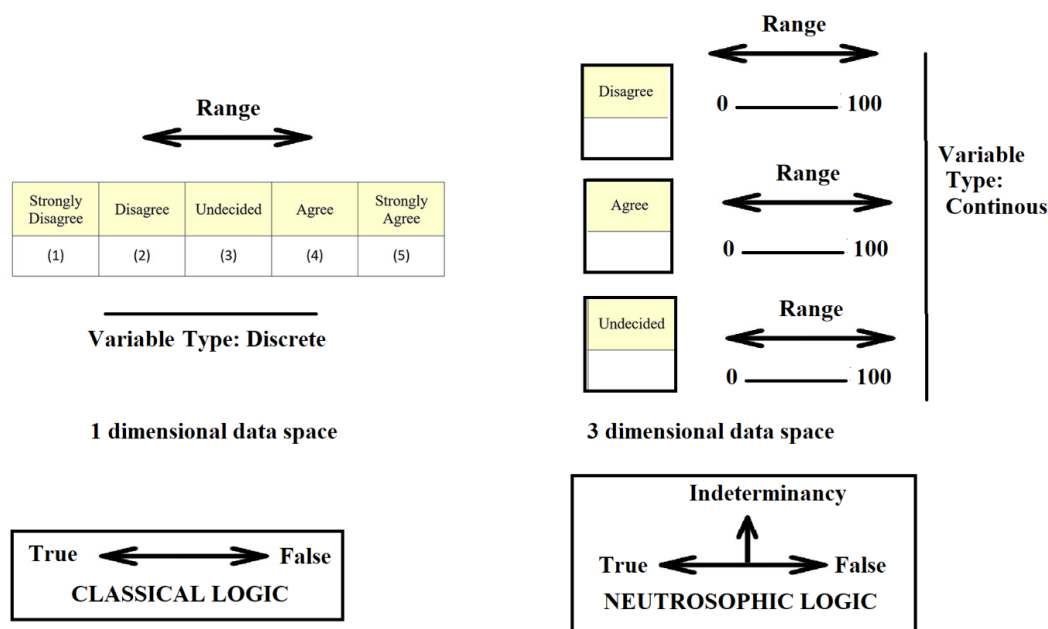 Range
Strongly
Disagree
Disagree
Undecided
Agree
Strongly
Agree
(1)
(2)
(3)
(4)
(5)
Variable Type: Discrete
1 dimensional data space
True
False
CLASSICAL LOGIC
Range
Disagree
0
100
Range
Agree
0
100
Range
Undecided
0
100
Variable
Type:
Continous
3 dimensional data space
Indeterminancy
True
False
NEUTROSOPHIC LOGIC